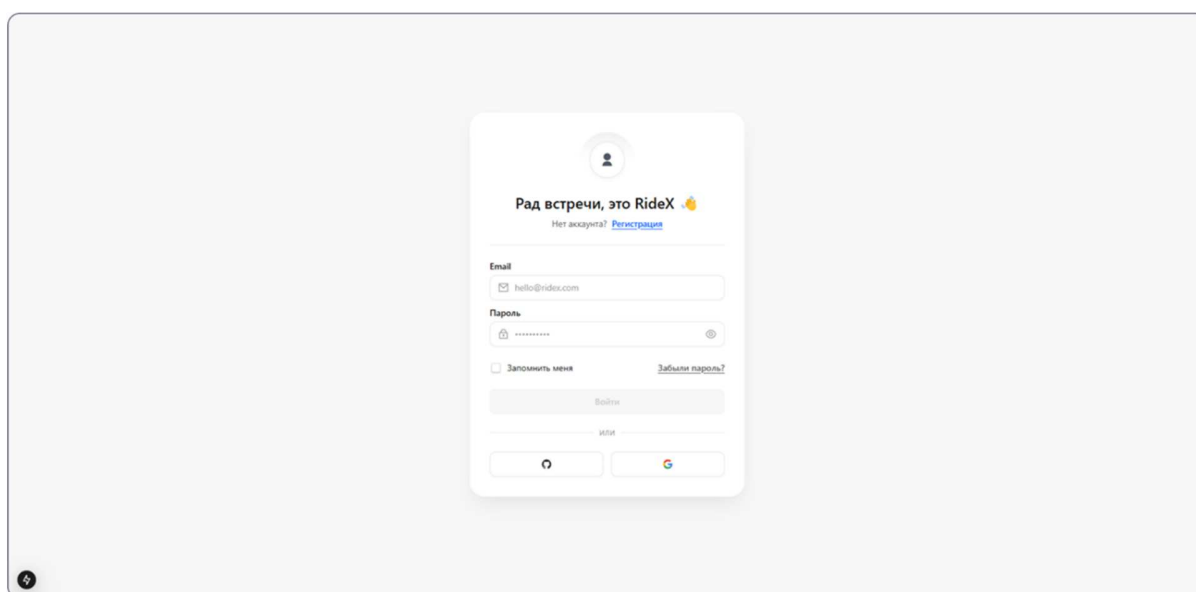 Рад встречи, это RideX 👋
Нет аккаунта? Регистрация
Email
hello@ridex.com
Пароль
••••••••••
Запомнить меня Забыли пароль?
Войти
ИЛИ